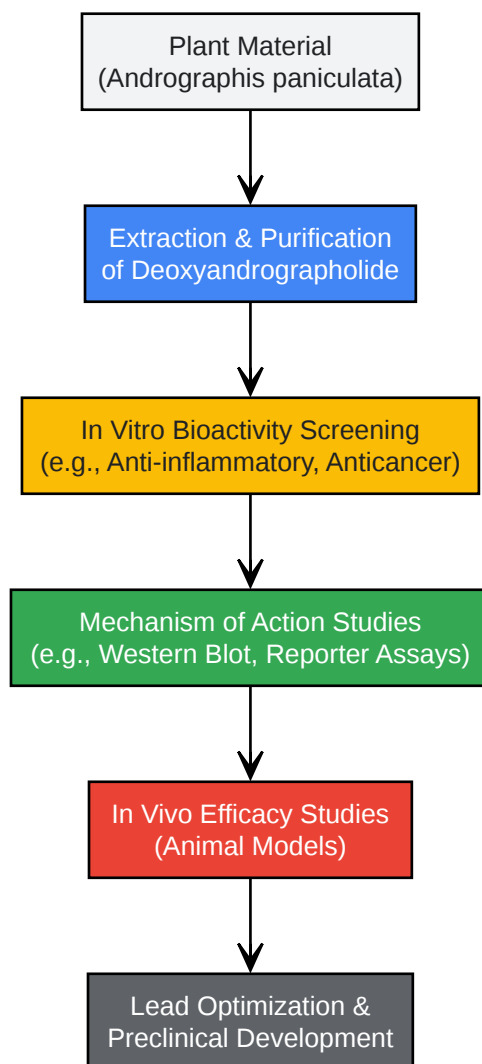 Plant Material
(Andrographis paniculata)
Extraction & Purification
of Deoxyandrographolide
In Vitro Bioactivity Screening
(e.g., Anti-inflammatory, Anticancer)
Mechanism of Action Studies
(e.g., Western Blot, Reporter Assays)
In Vivo Efficacy Studies
(Animal Models)
Lead Optimization &
Preclinical Development